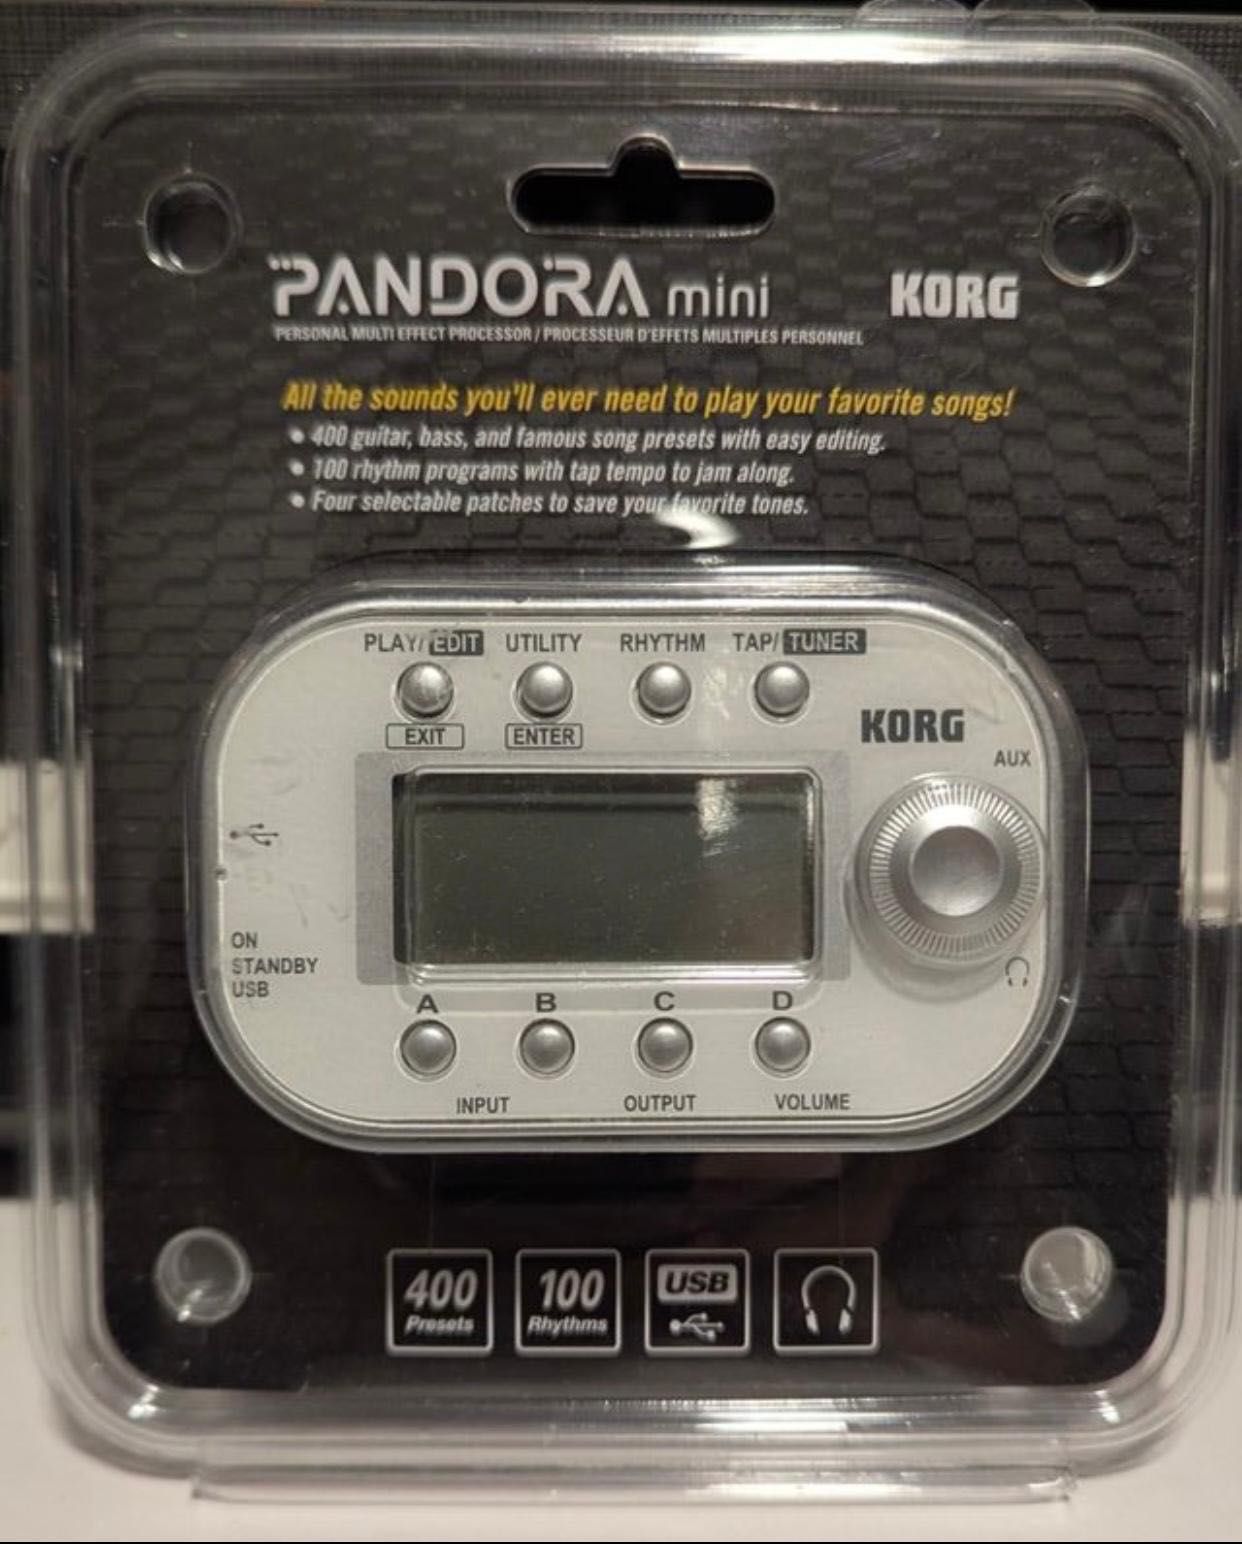 PANDORA mini KORG
PERSONAL MULTI EFFECT PROCESSOR / PROCESSEUR D'EFFETS MULTIPLES PERSONNEL
All the sounds you'll ever need to play your favorite songs!
• 400 guitar, bass, and famous song presets with easy editing.
• 100 rhythm programs with tap tempo to jam along.
• Four selectable patches to save your favorite tones.
PLAY/EDIT UTILITY RHYTHM TAP/TUNER
EXIT ENTER
KORG
AUX
ON
STANDBY
USB
A B C D
INPUT OUTPUT VOLUME
400 100 USB
Presets Rhythms